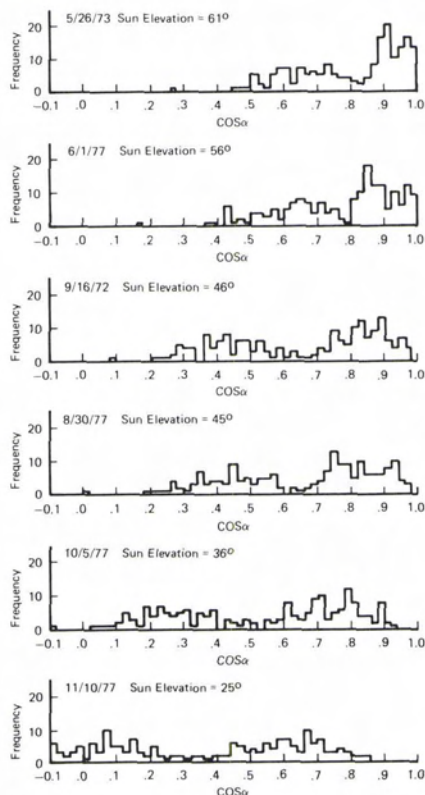 5/26/73 Sun Elevation = 61º
20
10
0
Frequency
-0.1 .0 .1 .2 .3 .4 .5 .6 .7 .8 .9 1.0
COSα
6/1/77 Sun Elevation = 56º
20
10
0
Frequency
-0.1 .0 .1 .2 .3 .4 .5 .6 .7 .8 .9 1.0
COSα
9/16/72 Sun Elevation = 46º
20
10
0
Frequency
-0.1 .0 .1 .2 .3 .4 .5 .6 .7 .8 .9 1.0
COSα
8/30/77 Sun Elevation = 45º
20
10
0
Frequency
-0.1 .0 .1 .2 .3 .4 .5 .6 .7 .8 .9 1.0
COSα
10/5/77 Sun Elevation = 36º
20
10
0
Frequency
-0.1 .0 .1 .2 .3 .4 .5 .6 .7 .8 .9 1.0
COSα
11/10/77 Sun Elevation = 25º
20
10
0
Frequency
-0.1 .0 .1 .2 .3 .4 .5 .6 .7 .8 .9 1.0
COSα